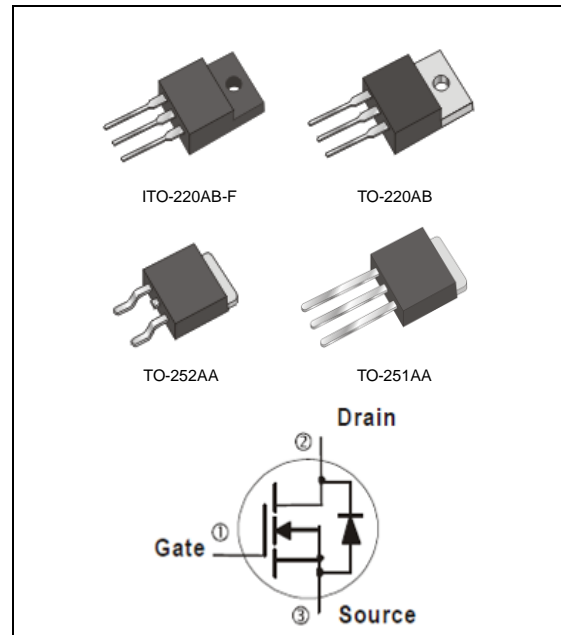 ITO-220AB-F
TO-220AB
TO-252AA
TO-251AA
Drain
②
①
Gate
③
Source